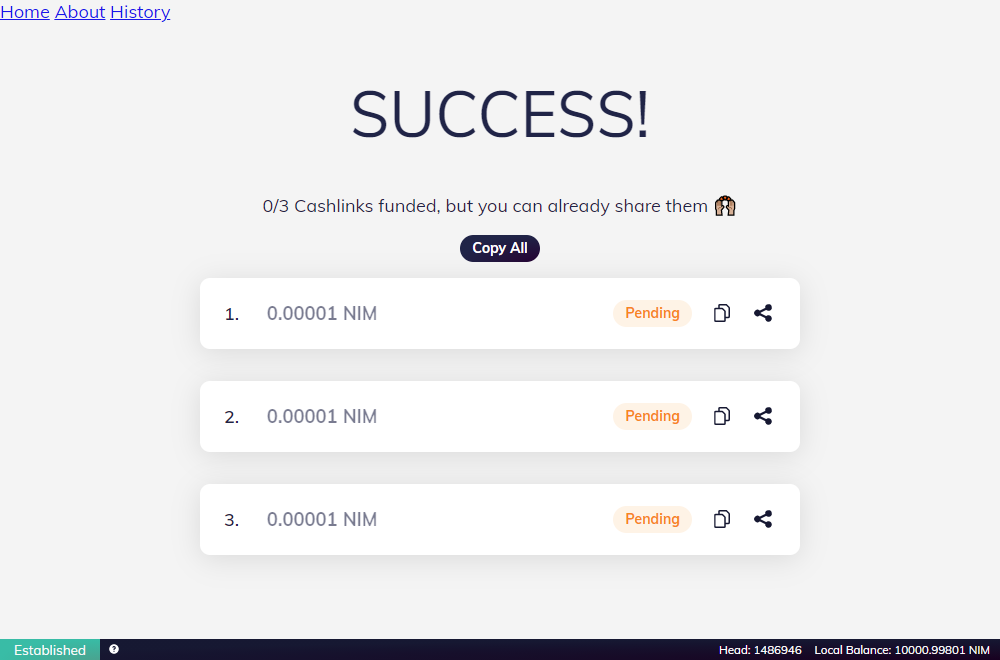 Home About History
SUCCESS!
0/3 Cashlinks funded, but you can already share them 🙌🏽
Copy All
1. 0.00001 NIM Pending
2. 0.00001 NIM Pending
3. 0.00001 NIM Pending
Established ? Head: 1486946 Local Balance: 10000.99801 NIM